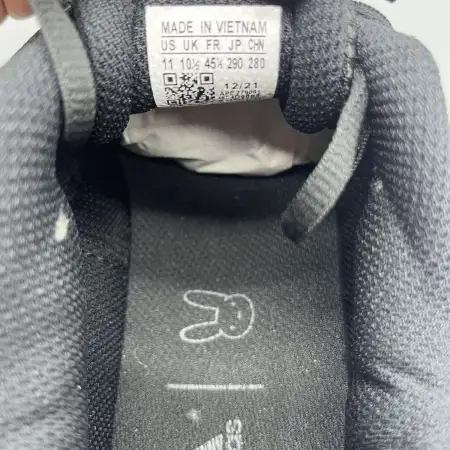 MADE IN VIETNAM
US UK FR JP CHN
11 10½ 45⅓ 290 280
12/21